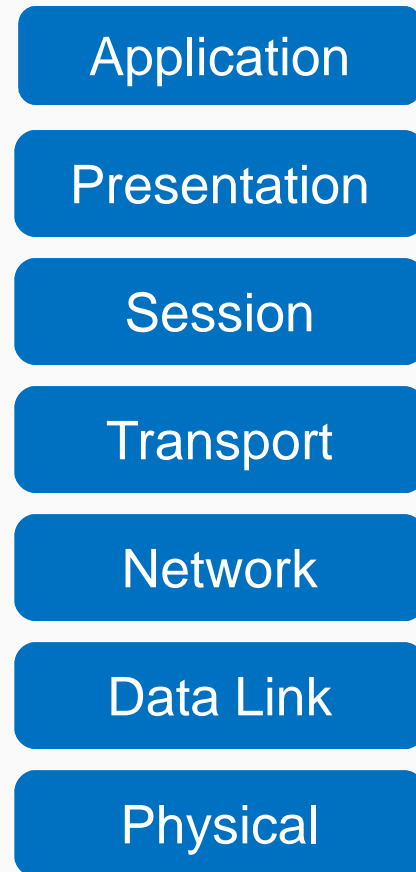 Application
Presentation
Session
Transport
Network
Data Link
Physical